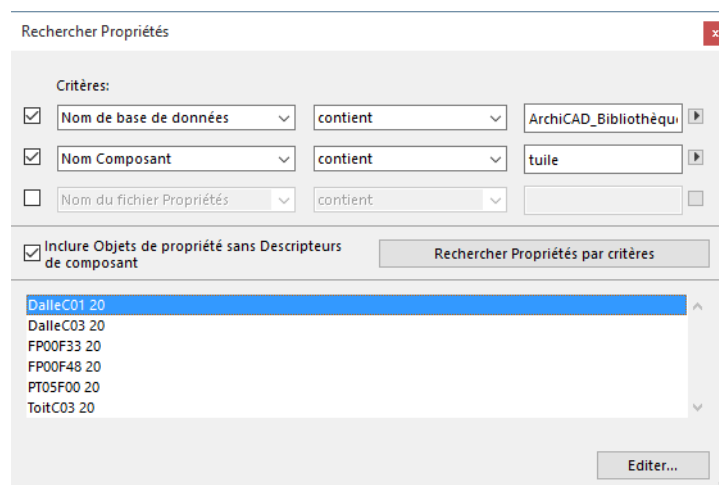 Rechercher Propriétés
x
Critères:
Nom de base de données contient ArchiCAD_Bibliothèqu
Nom Composant contient tuile
Nom du fichier Propriétés contient
Inclure Objets de propriété sans Descripteurs
de composant
Rechercher Propriétés par critères
DalleC01 20
DalleC03 20
FP00F33 20
FP00F48 20
PT05F00 20
ToitC03 20
Editer...